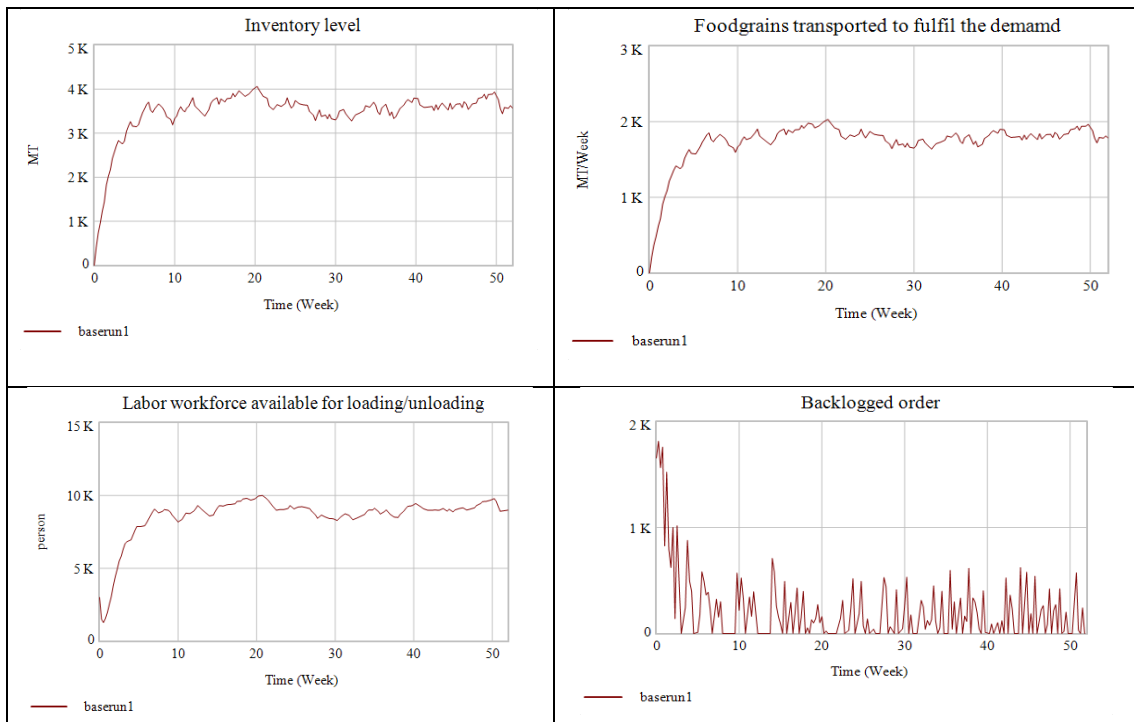 Inventory level
5 K
4 K
3 K
2 K
1 K
0
MT
0 10 20 30 40 50
Time (Week)
baserun1
Foodgrains transported to fulfil the demamd
3 K
2 K
1 K
0
MT/Week
0 10 20 30 40 50
Time (Week)
baserun1
Labor workforce available for loading/unloading
15 K
10 K
5 K
0
person
0 10 20 30 40 50
Time (Week)
baserun1
Backlogged order
2 K
1 K
0
0 10 20 30 40 50
Time (Week)
baserun1